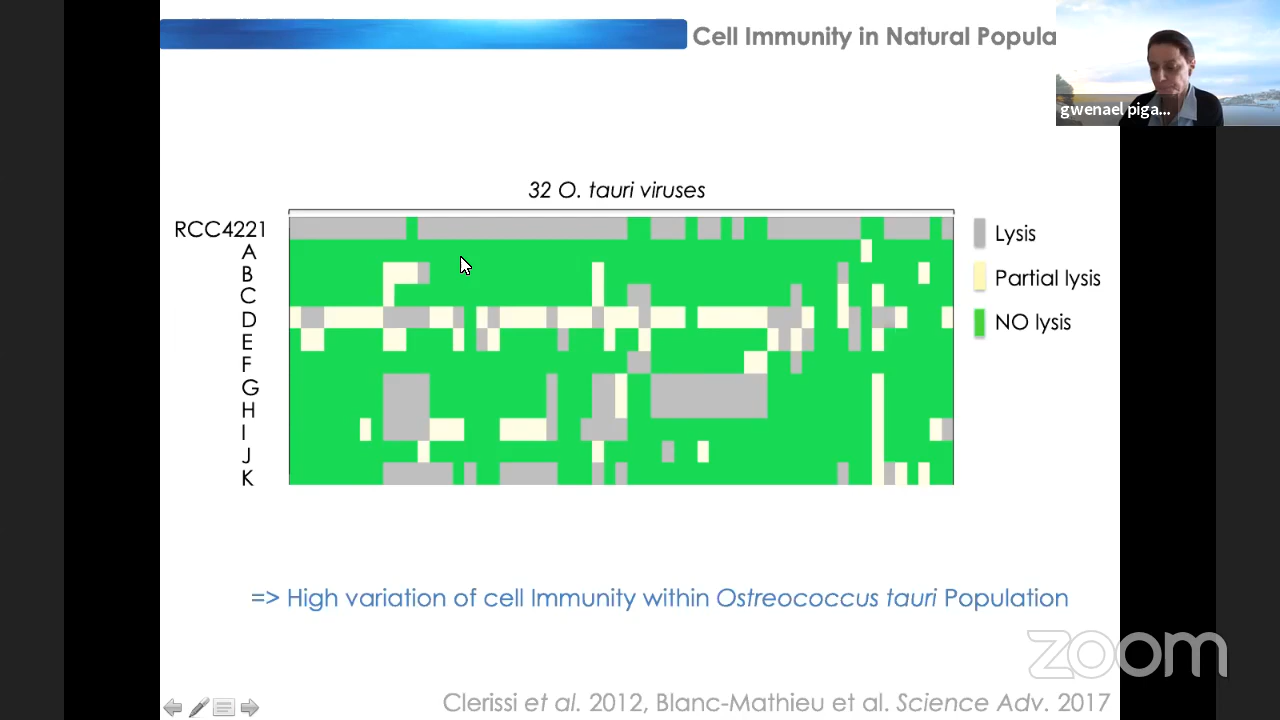 Cell Immunity in Natural Popula
gwenael piga...
32 O. tauri viruses
RCC4221
A
B
C
D
E
F
G
H
I
J
K
Lysis
Partial lysis
NO lysis
=> High variation of cell Immunity within Ostreococcus tauri Population
zoom
Clerissi et al. 2012, Blanc-Mathieu et al. Science Adv. 2017